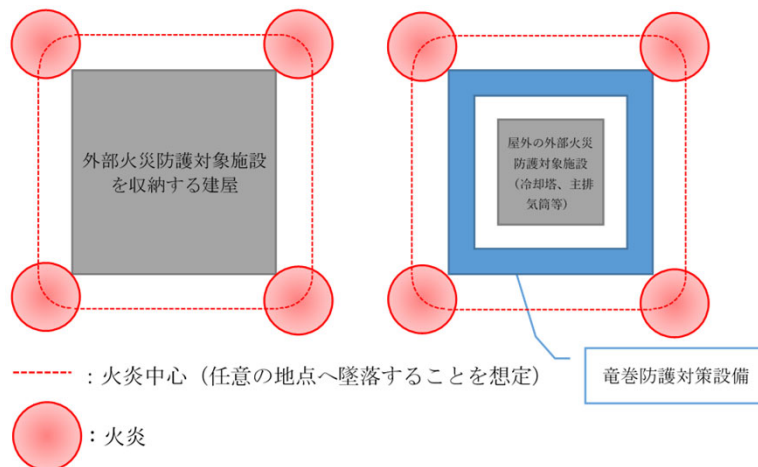 外部火災防護対象施設
を収納する建屋
屋外の外部火災
防護対象施設
（冷却塔、主排
気筒等）
：火炎中心（任意の地点へ墜落することを想定）
竜巻防護対策設備
：火炎